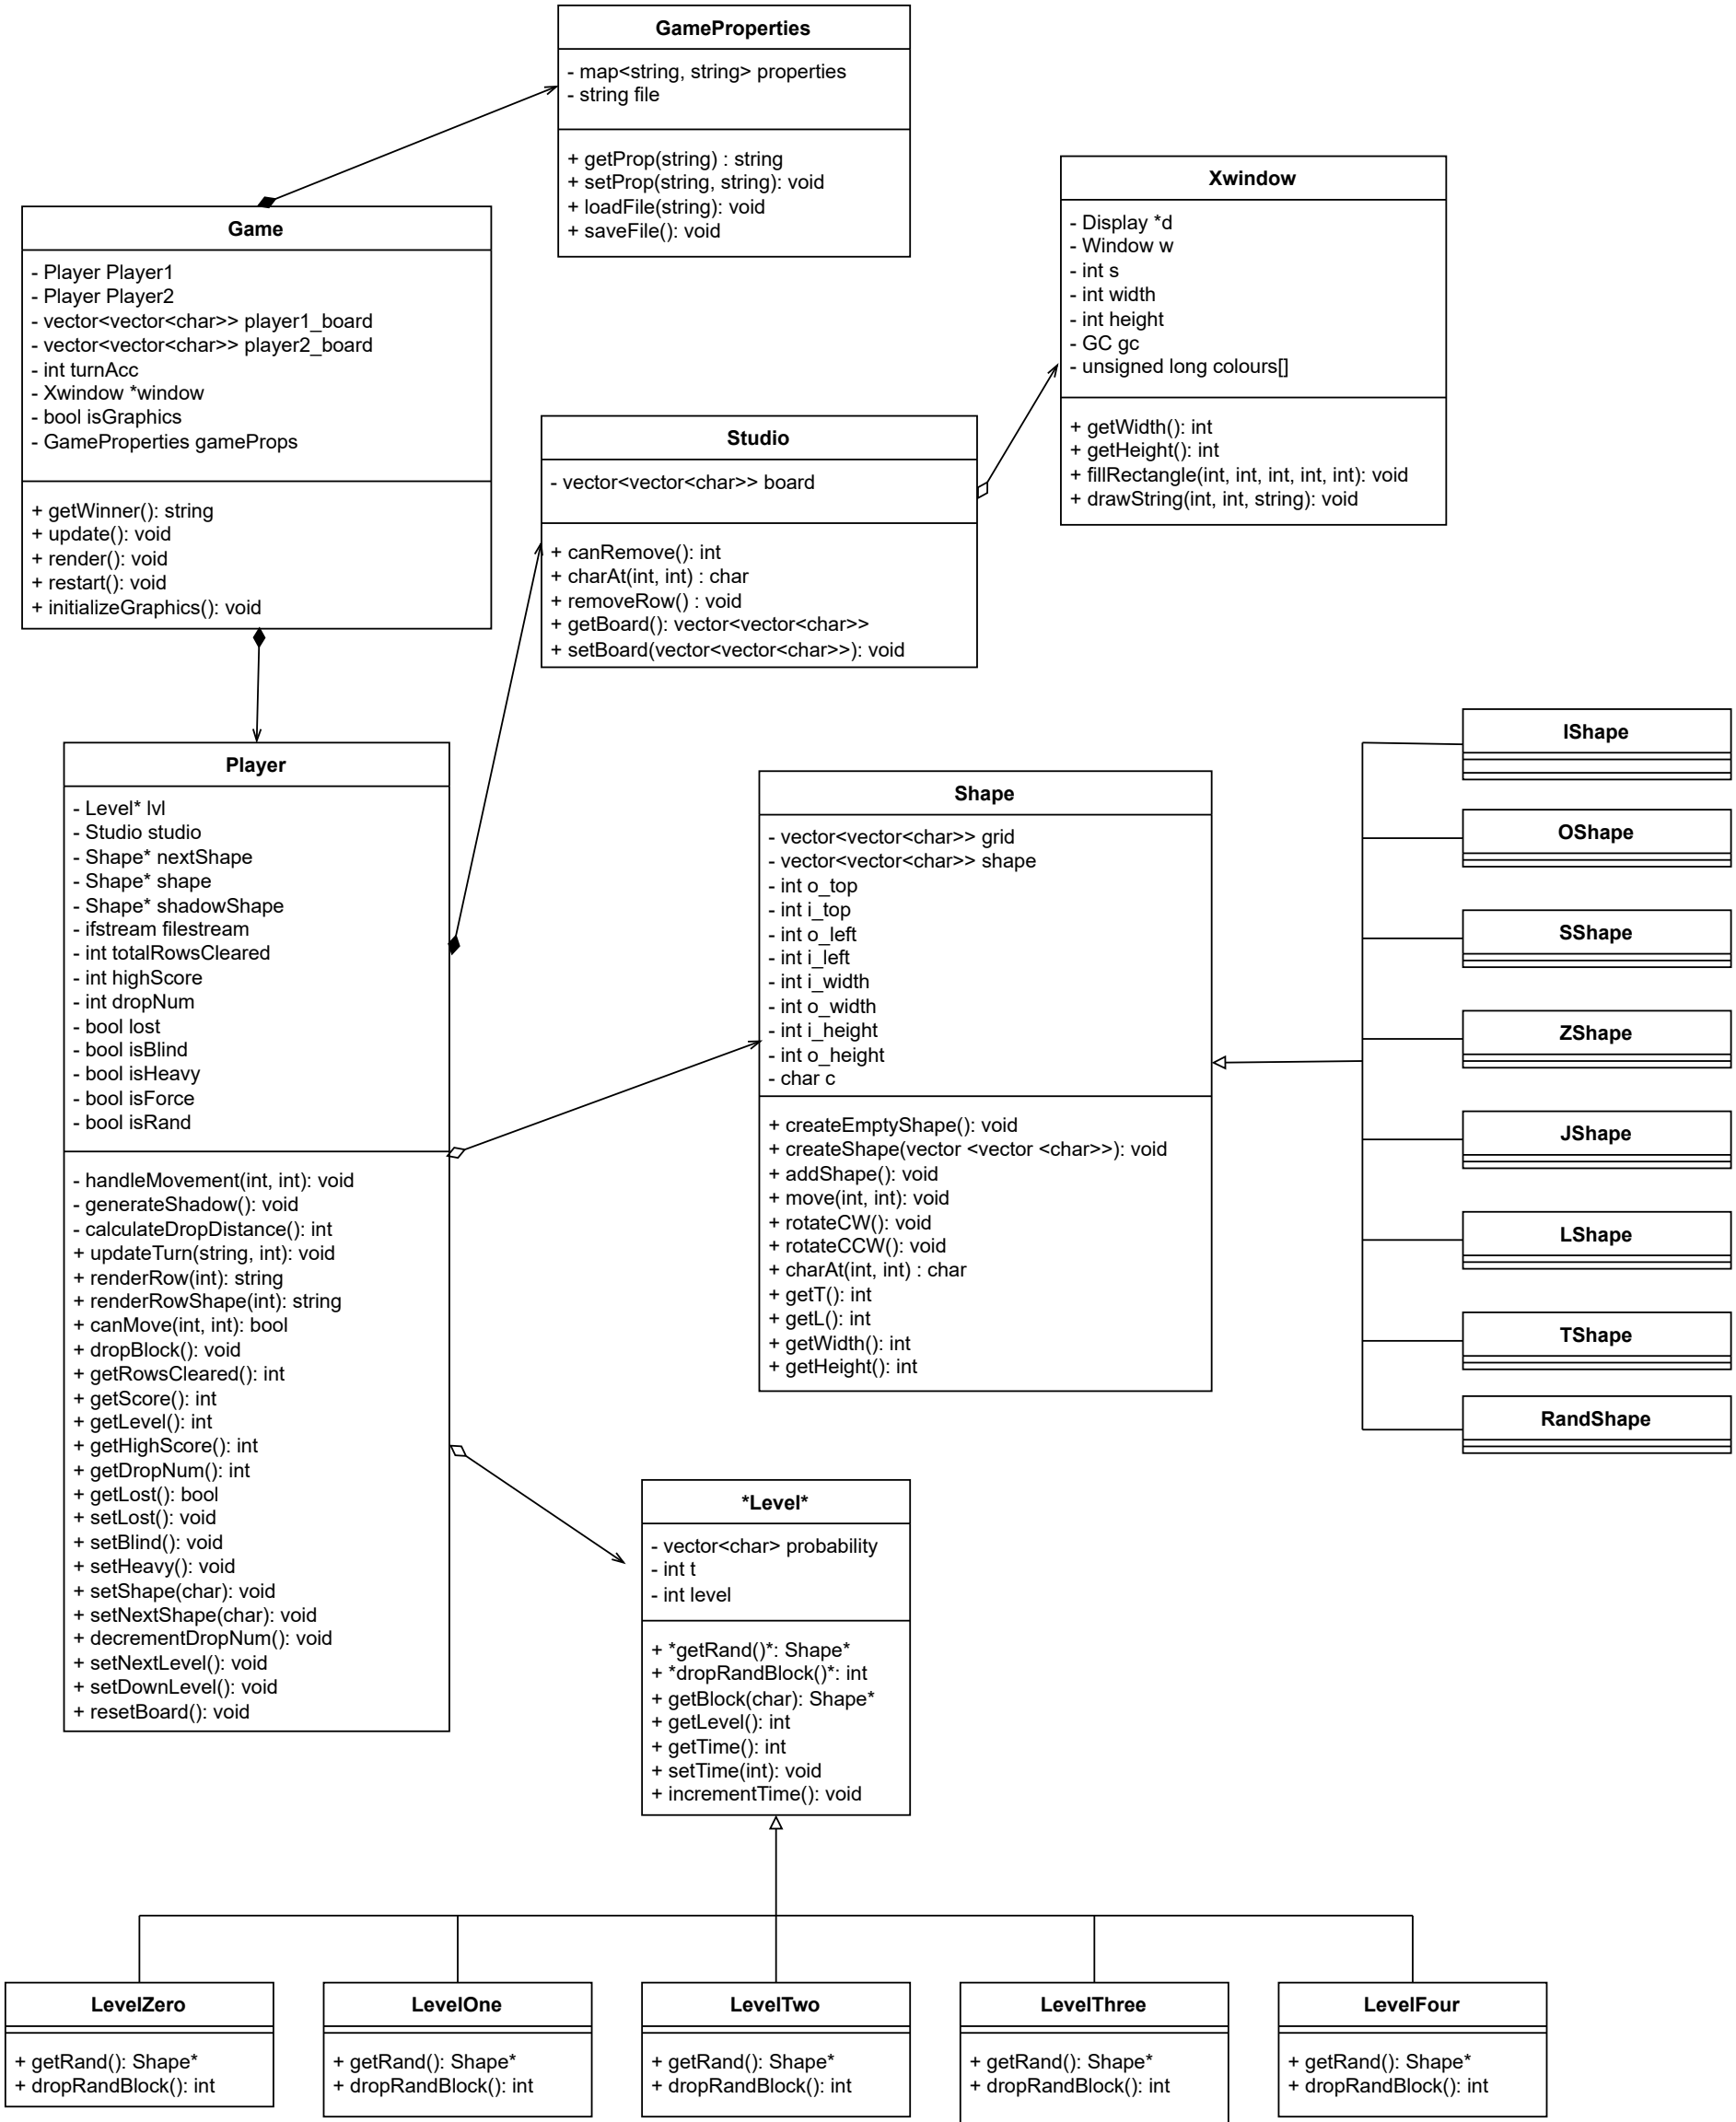 GameProperties
- map<string, string> properties
- string file
+ getProp(string) : string
+ setProp(string, string): void
+ loadFile(string): void
+ saveFile(): void
Xwindow
- Display *d
- Window w
- int s
- int width
- int height
- GC gc
- unsigned long colours[]
+ getWidth(): int
+ getHeight(): int
+ fillRectangle(int, int, int, int, int): void
+ drawString(int, int, string): void
Game
- Player Player1
- Player Player2
- vector<vector<char>> player1_board
- vector<vector<char>> player2_board
- int turnAcc
- Xwindow *window
- bool isGraphics
- GameProperties gameProps
+ getWinner(): string
+ update(): void
+ render(): void
+ restart(): void
+ initializeGraphics(): void
Studio
- vector<vector<char>> board
+ canRemove(): int
+ charAt(int, int) : char
+ removeRow() : void
+ getBoard(): vector<vector<char>>
+ setBoard(vector<vector<char>>): void
Player
- Level* lvl
- Studio studio
- Shape* nextShape
- Shape* shape
- Shape* shadowShape
- ifstream filestream
- int totalRowsCleared
- int highScore
- int dropNum
- bool lost
- bool isBlind
- bool isHeavy
- bool isForce
- bool isRand
- handleMovement(int, int): void
- generateShadow(): void
- calculateDropDistance(): int
+ updateTurn(string, int): void
+ renderRow(int): string
+ renderRowShape(int): string
+ canMove(int, int): bool
+ dropBlock(): void
+ getRowsCleared(): int
+ getScore(): int
+ getLevel(): int
+ getHighScore(): int
+ getDropNum(): int
+ getLost(): bool
+ setLost(): void
+ setBlind(): void
+ setHeavy(): void
+ setShape(char): void
+ setNextShape(char): void
+ decrementDropNum(): void
+ setNextLevel(): void
+ setDownLevel(): void
+ resetBoard(): void
Shape
- vector<vector<char>> grid
- vector<vector<char>> shape
- int o_top
- int i_top
- int o_left
- int i_left
- int i_width
- int o_width
- int i_height
- int o_height
- char c
+ createEmptyShape(): void
+ createShape(vector <vector <char>>): void
+ addShape(): void
+ move(int, int): void
+ rotateCW(): void
+ rotateCCW(): void
+ charAt(int, int) : char
+ getT(): int
+ getL(): int
+ getWidth(): int
+ getHeight(): int
IShape
OShape
SShape
ZShape
JShape
LShape
TShape
RandShape
*Level*
- vector<char> probability
- int t
- int level
+ *getRand()*: Shape*
+ *dropRandBlock()*: int
+ getBlock(char): Shape*
+ getLevel(): int
+ getTime(): int
+ setTime(int): void
+ incrementTime(): void
LevelZero
+ getRand(): Shape*
+ dropRandBlock(): int
LevelOne
+ getRand(): Shape*
+ dropRandBlock(): int
LevelTwo
+ getRand(): Shape*
+ dropRandBlock(): int
LevelThree
+ getRand(): Shape*
+ dropRandBlock(): int
LevelFour
+ getRand(): Shape*
+ dropRandBlock(): int